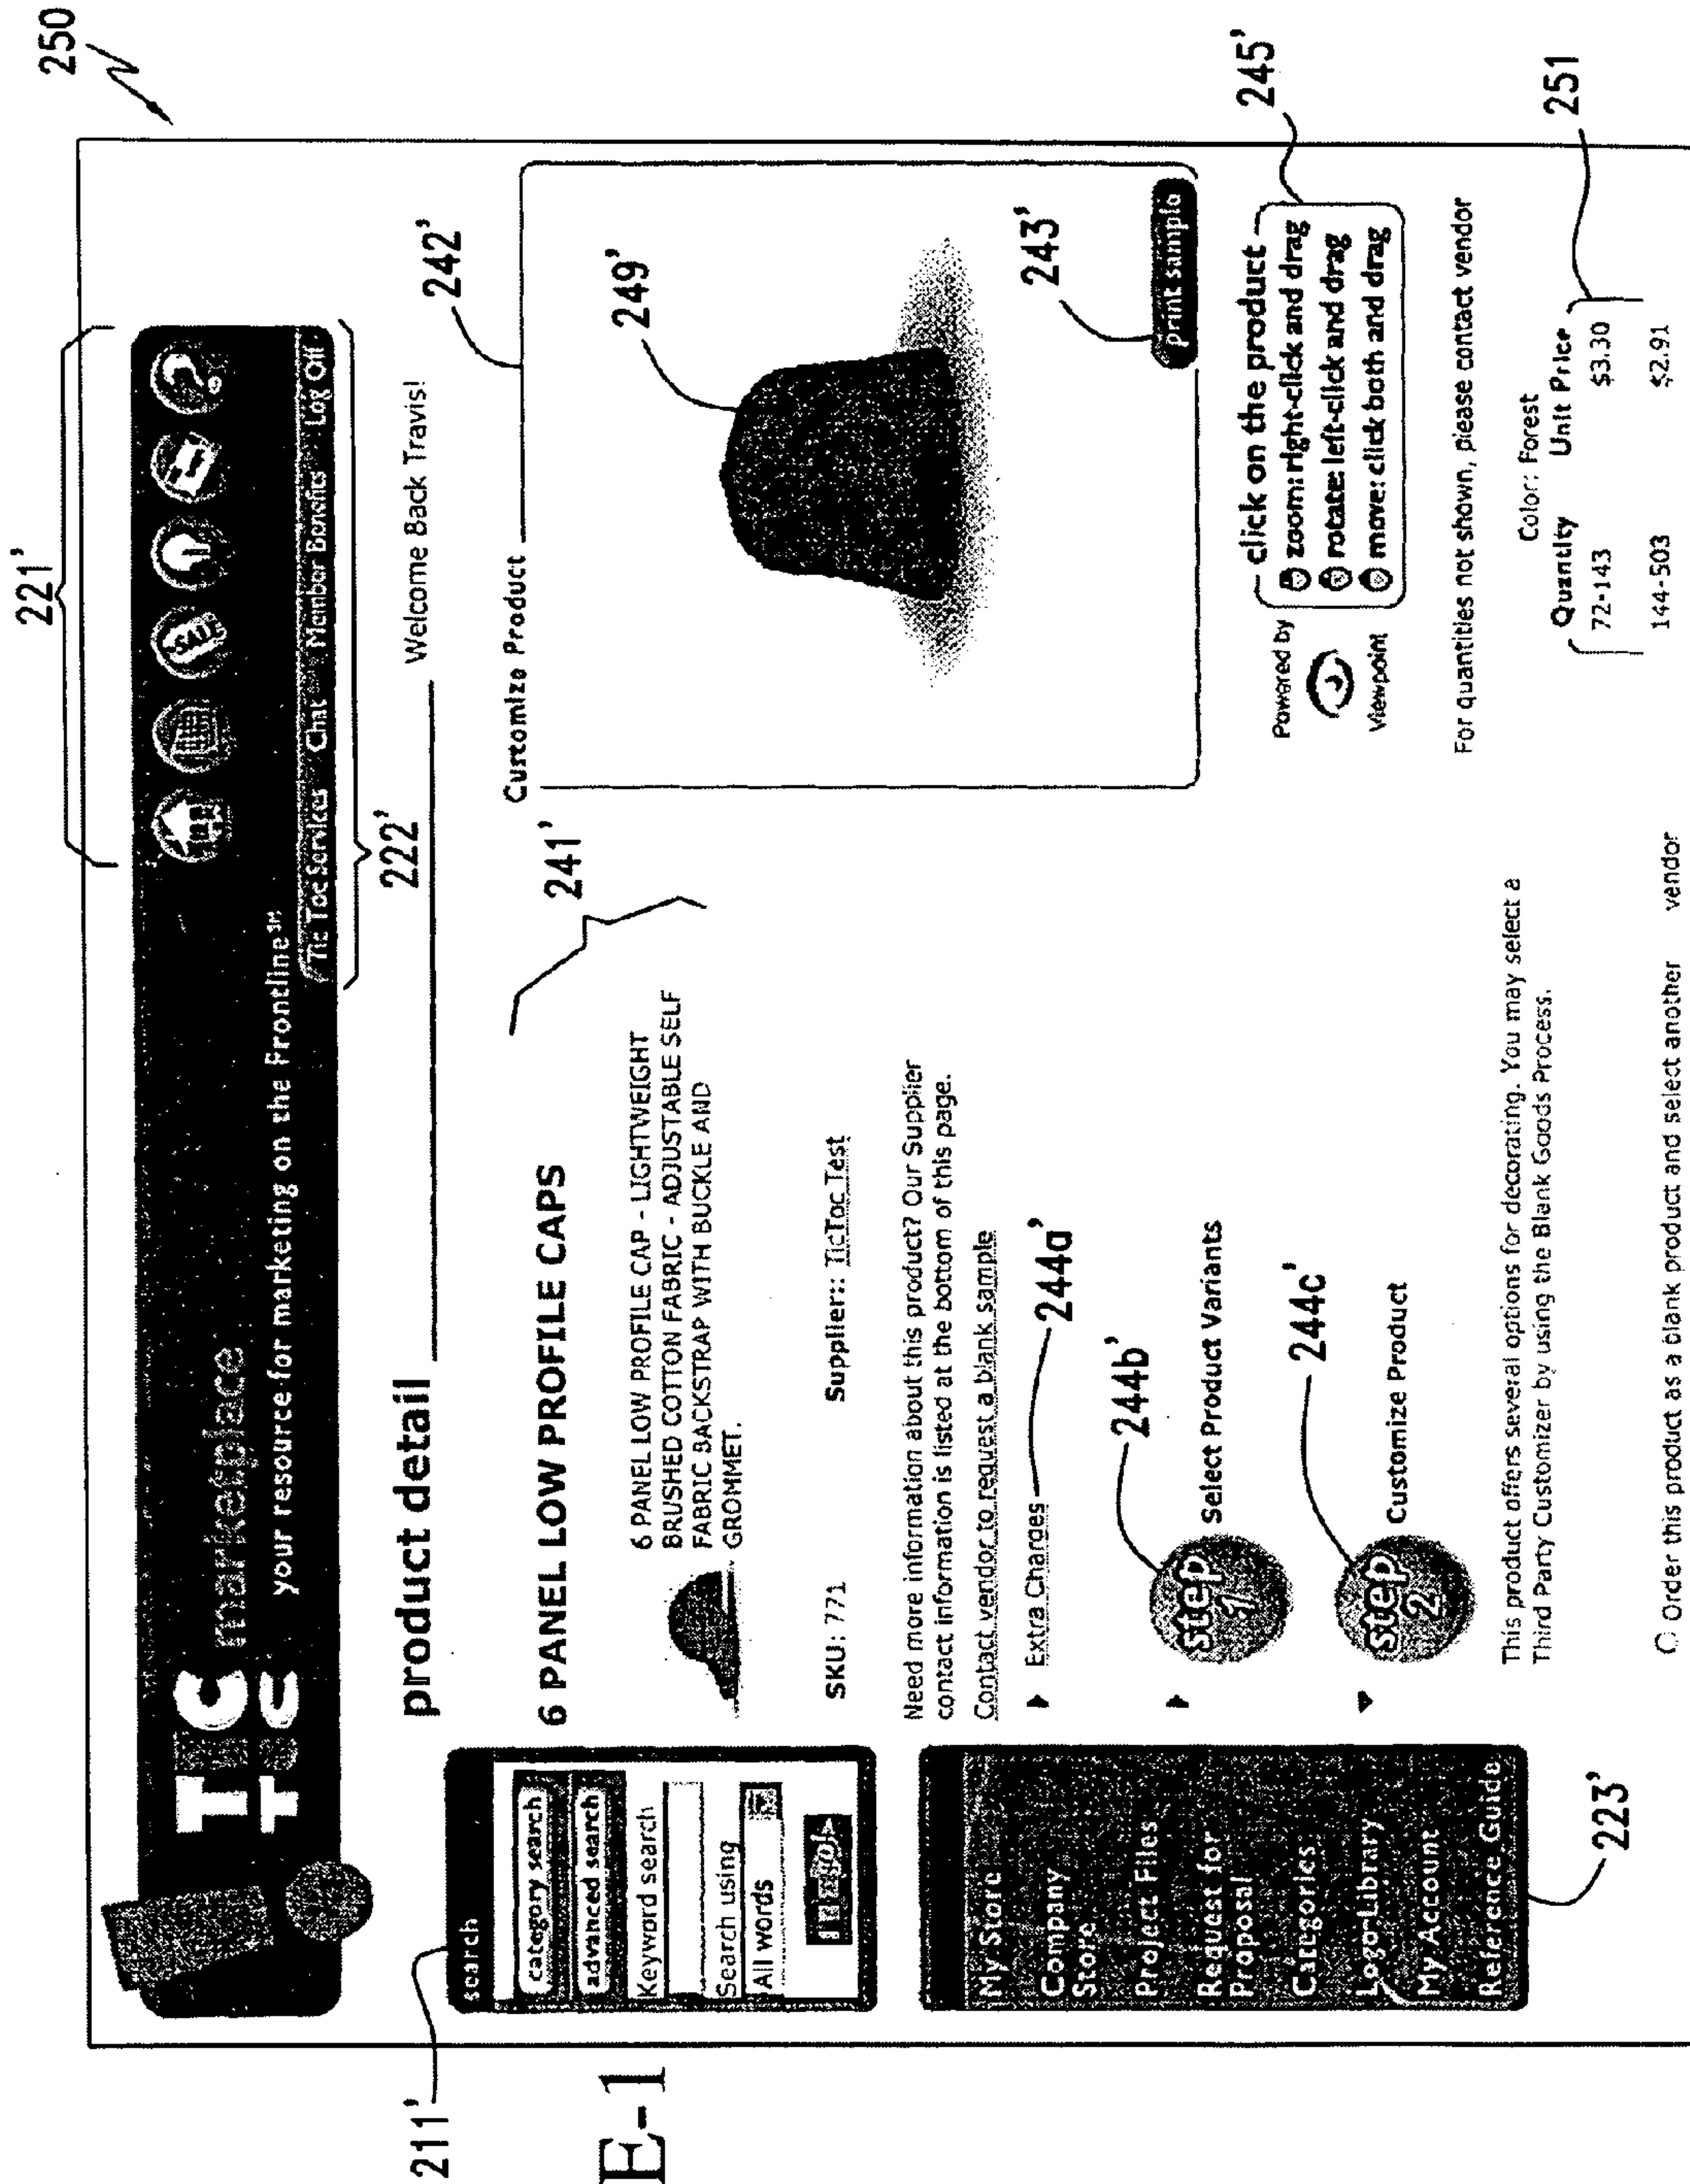 250
221'
TIC
marketplace
your resource for marketing on the Frontline
Tic Toc Services Chat Member Benefits Log Off
222'
product detail
Welcome Back Travis!
211'
search
category search
advanced search
Keyword search
Search using
All words
go!
E-1
My Store
Company
Store
Project Files
Request for
Proposal
Categories
Logo Library
My Account
Reference Guide
223'
6 PANEL LOW PROFILE CAPS
241'
6 PANEL LOW PROFILE CAP - LIGHTWEIGHT
BRUSHED COTTON FABRIC - ADJUSTABLE SELF
FABRIC BACKSTRAP WITH BUCKLE AND
GROMMET.
SKU: 771 Supplier:: TicToc Test
Need more information about this product? Our Supplier
contact information is listed at the bottom of this page.
Contact vendor to request a blank sample
Extra Charges
244a'
244b'
step
1
Select Product Variants
244c'
step
2
Customize Product
This product offers several options for decorating. You may select a
Third Party Customizer by using the Blank Goods Process.
Order this product as a blank product and select another vendor
Customize Product
242'
249'
243'
print sample
245'
Powered by
Viewpoint
click on the product
zoom: right-click and drag
rotate: left-click and drag
move: click both and drag
For quantities not shown, please contact vendor
251
Color: Forest
Quantity Unit Price
72-143 $3.30
144-503 $2.91